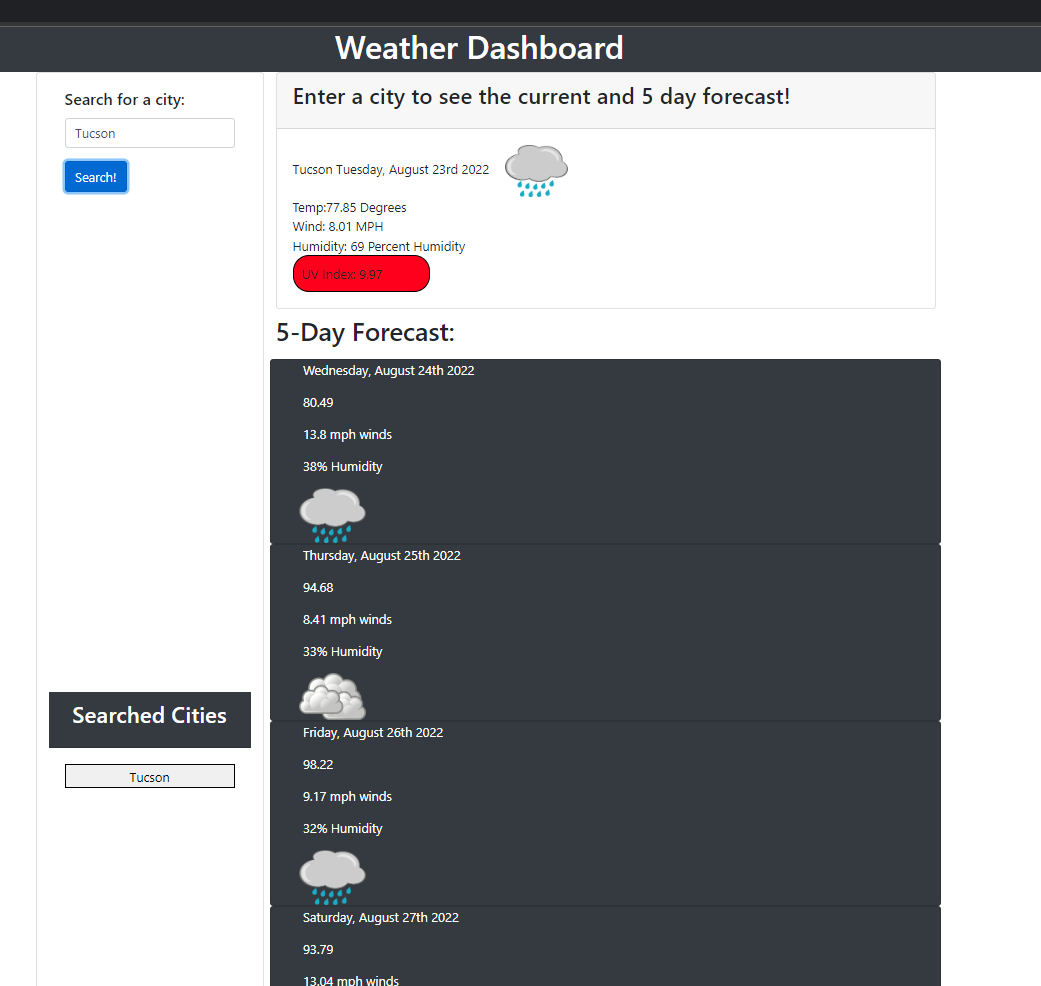 Weather Dashboard
Search for a city:
Tucson
Search!
Searched Cities
Tucson
Enter a city to see the current and 5 day forecast!
Tucson Tuesday, August 23rd 2022
Temp:77.85 Degrees
Wind: 8.01 MPH
Humidity: 69 Percent Humidity
UV Index: 9.97
5-Day Forecast:
Wednesday, August 24th 2022
80.49
13.8 mph winds
38% Humidity
Thursday, August 25th 2022
94.68
8.41 mph winds
33% Humidity
Friday, August 26th 2022
98.22
9.17 mph winds
32% Humidity
Saturday, August 27th 2022
93.79
13.04 mph winds